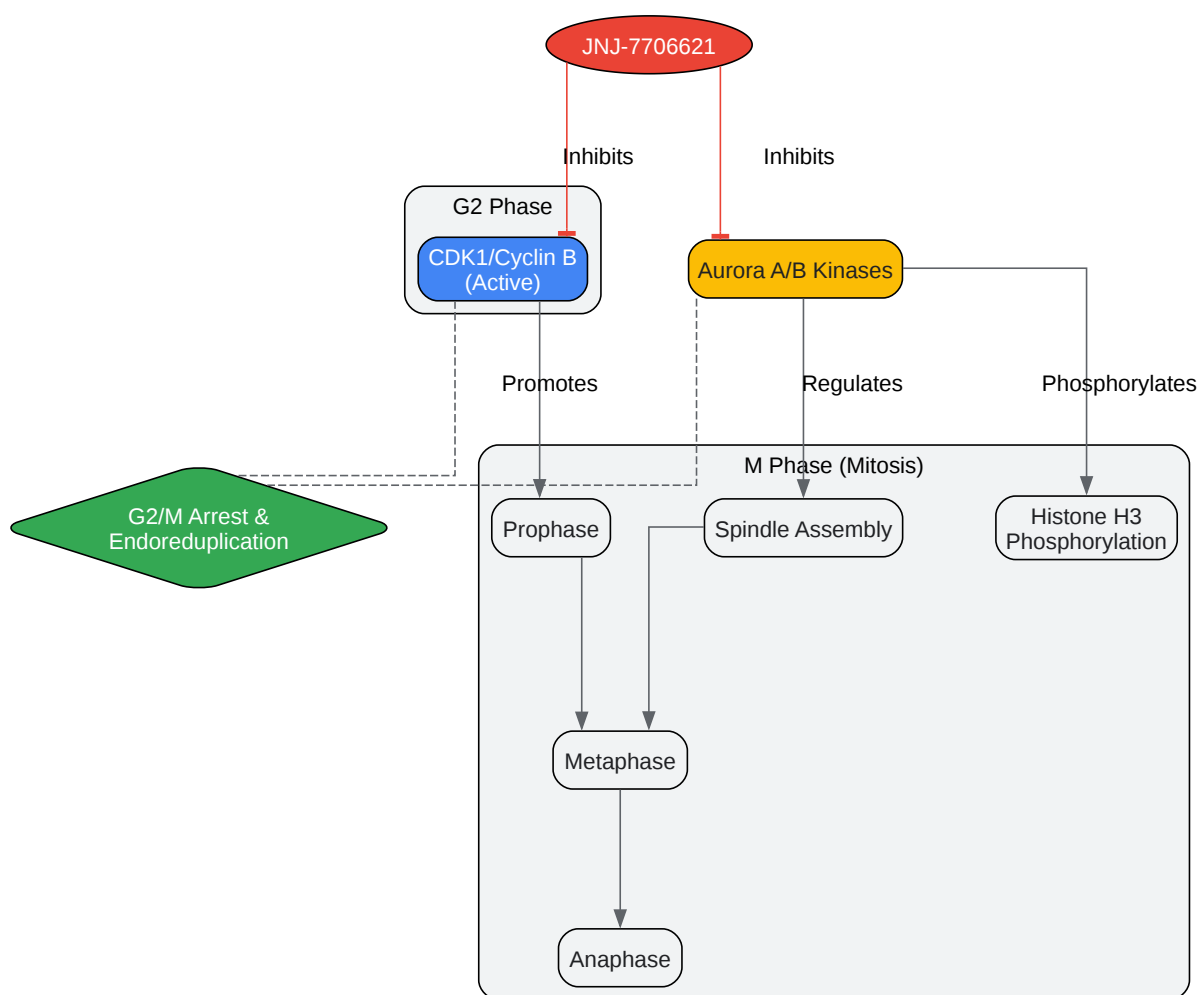 JNJ-7706621
Inhibits
Inhibits
G2 Phase
CDK1/Cyclin B
(Active)
Aurora A/B Kinases
Promotes
Regulates
Phosphorylates
M Phase (Mitosis)
G2/M Arrest &
Endoreduplication
Prophase
Spindle Assembly
Histone H3
Phosphorylation
Metaphase
Anaphase